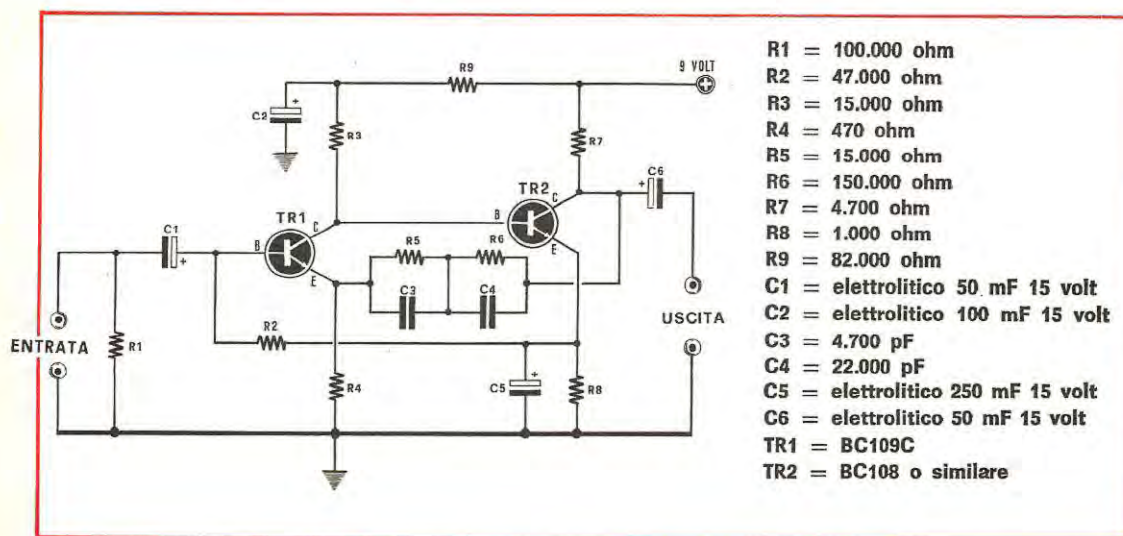 9 VOLT
R9
C2
+
R3
R7
C6
+
TR2
C
B
E
TR1
C
B
E
C1
+
R5
R6
C3
C4
ENTRATA
R1
R2
R4
C5
+
R8
USCITA
R1 = 100.000 ohm
R2 = 47.000 ohm
R3 = 15.000 ohm
R4 = 470 ohm
R5 = 15.000 ohm
R6 = 150.000 ohm
R7 = 4.700 ohm
R8 = 1.000 ohm
R9 = 82.000 ohm
C1 = elettrolitico 50 mF 15 volt
C2 = elettrolitico 100 mF 15 volt
C3 = 4.700 pF
C4 = 22.000 pF
C5 = elettrolitico 250 mF 15 volt
C6 = elettrolitico 50 mF 15 volt
TR1 = BC109C
TR2 = BC108 o similare